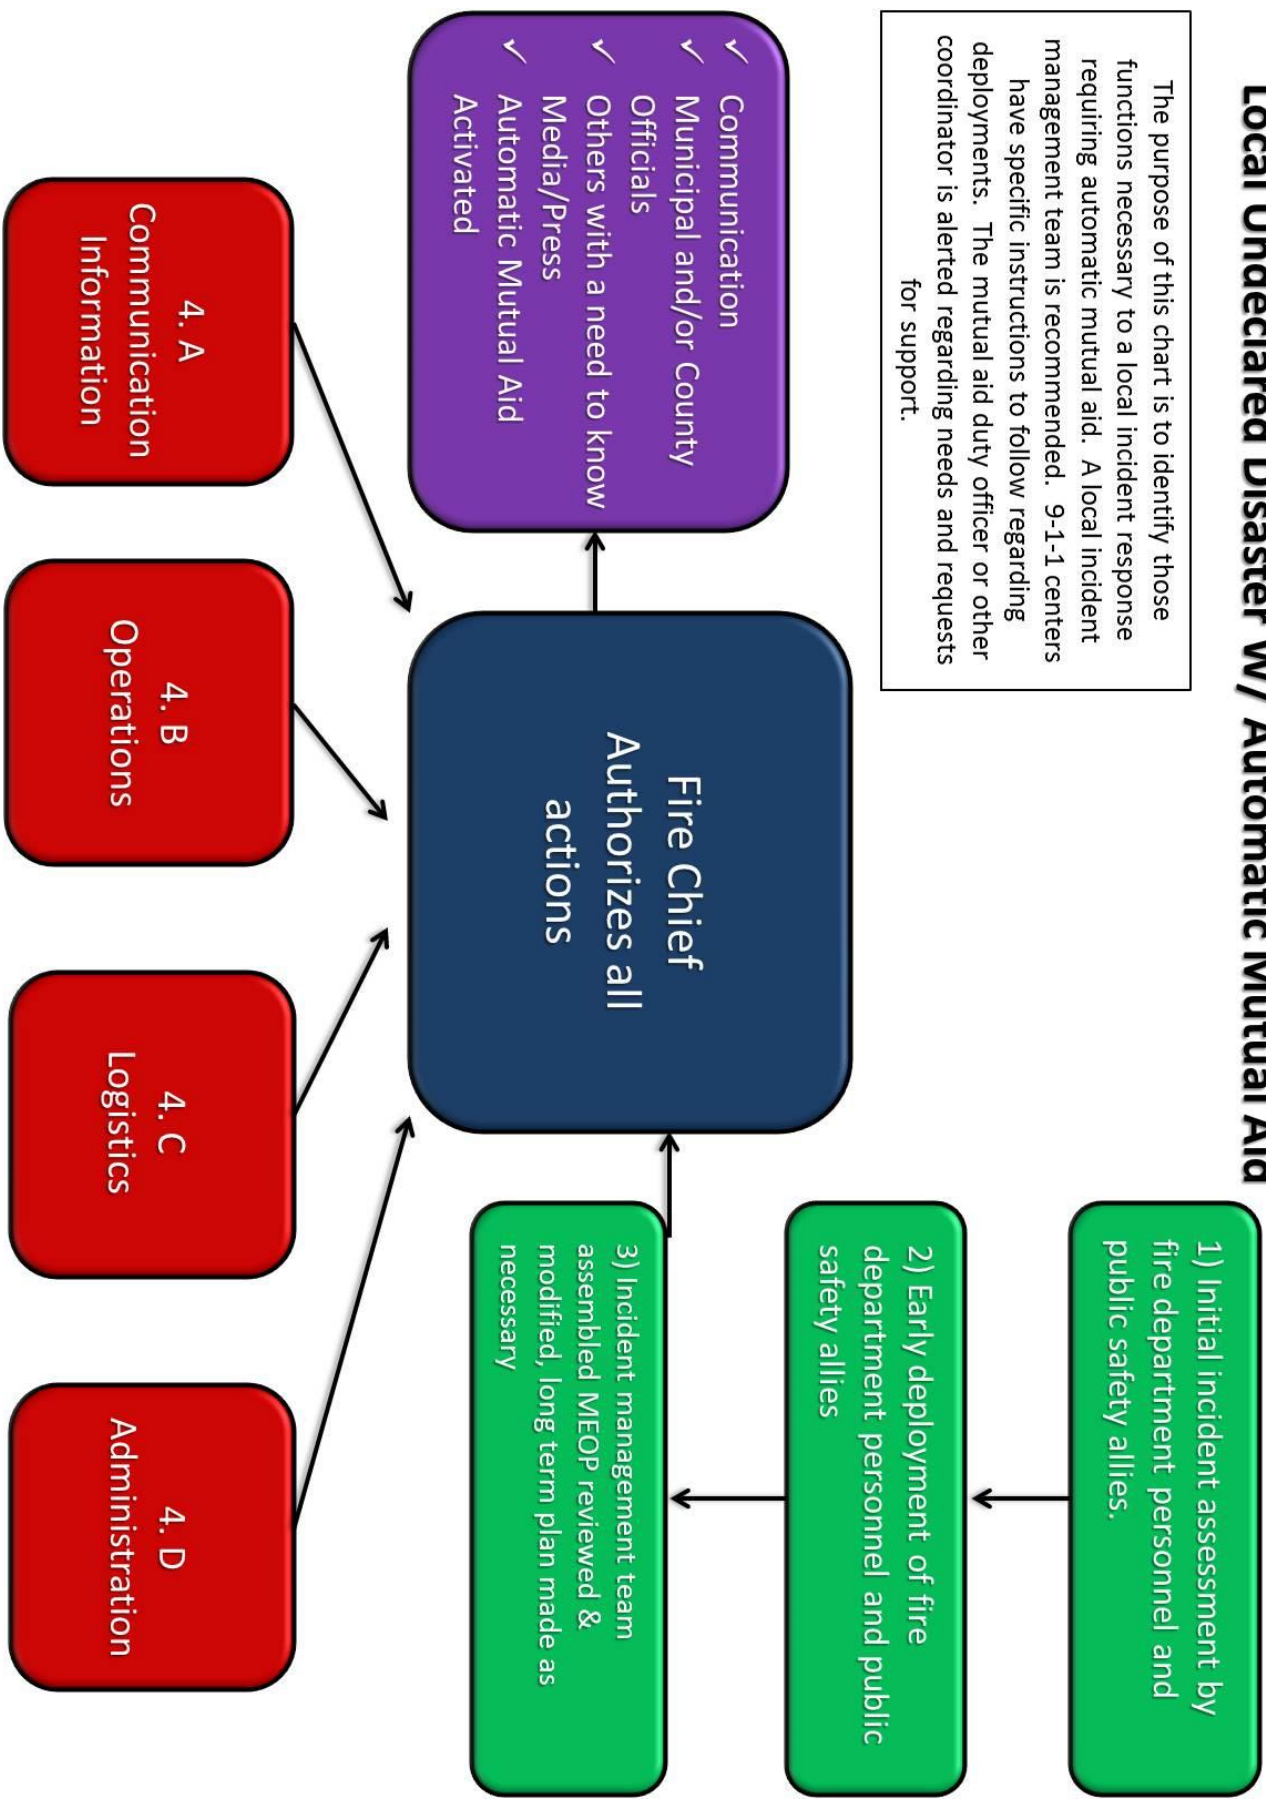 Local Undeclared Disaster W/ Automatic Mutual Aid
The purpose of this chart is to identify those
functions necessary to a local incident response
requiring automatic mutual aid. A local incident
management team is recommended. 9-1-1 centers
have specific instructions to follow regarding
deployments. The mutual aid duty officer or other
coordinator is alerted regarding needs and requests
for support.
1) Initial incident assessment by
fire department personnel and
public safety allies.
2) Early deployment of fire
department personnel and public
safety allies
3) Incident management team
assembled MEOP reviewed &
modified, long term plan made as
necessary
Fire Chief
Authorizes all
actions
✓ Communication
✓ Municipal and/or County
Officials
✓ Others with a need to know
Media/Press
✓ Automatic Mutual Aid
Activated
4. A
Communication
Information
4. B
Operations
4. C
Logistics
4. D
Administration